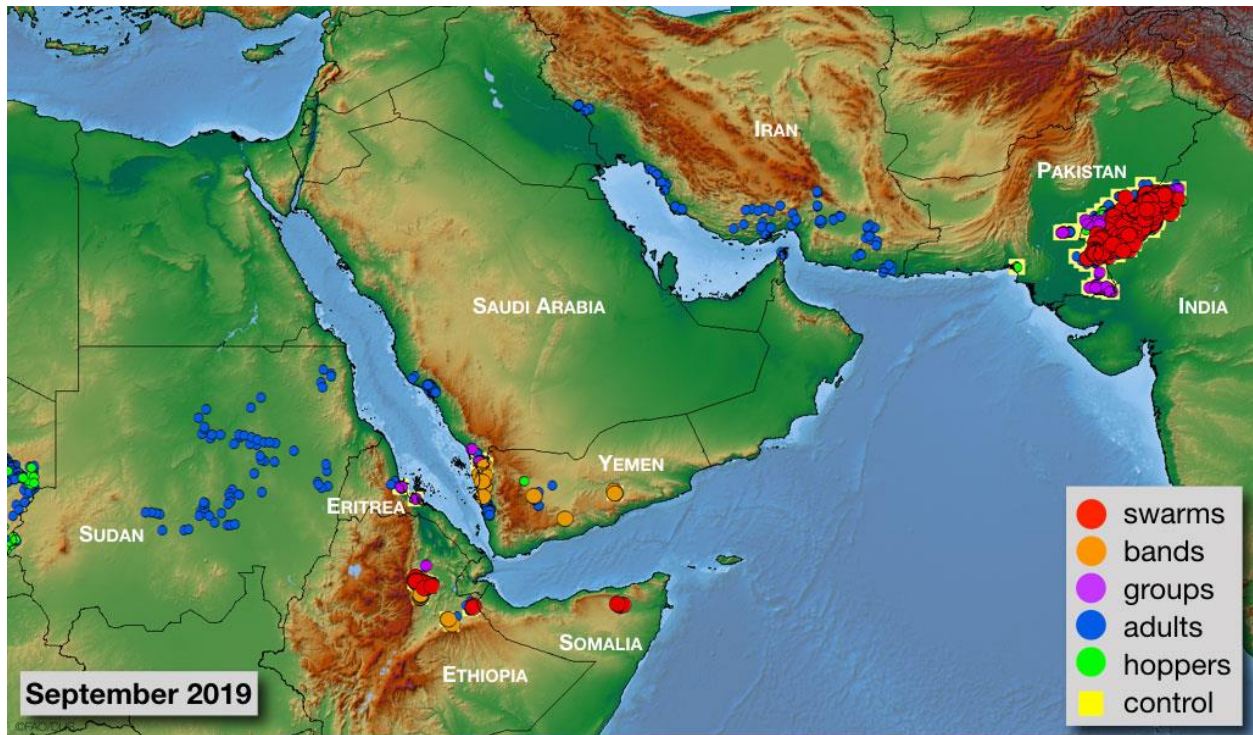 IRAN
PAKISTAN
SAUDI ARABIA
INDIA
YEMEN
ERITREA
SUDAN
SOMALIA
ETHIOPIA
swarms
bands
groups
adults
hoppers
control
September 2019